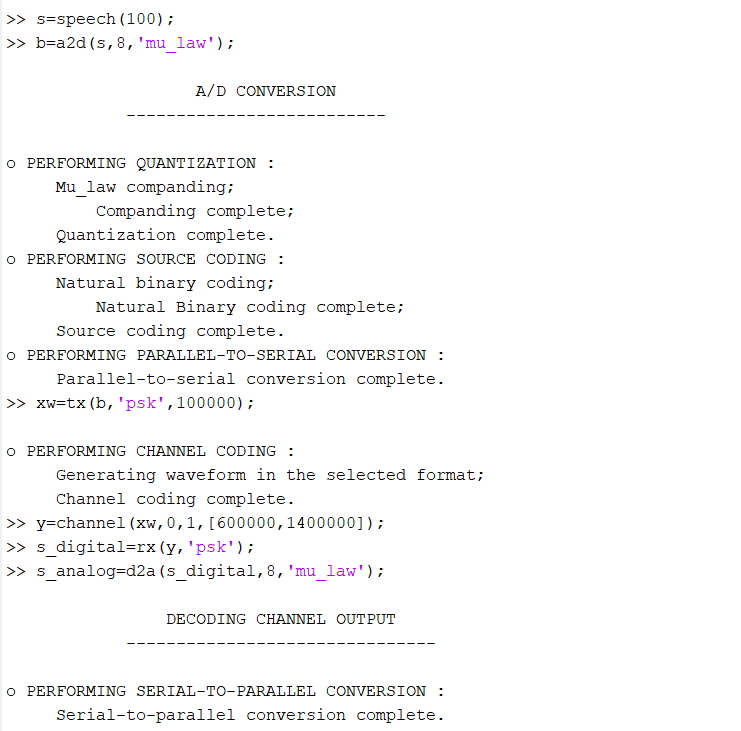 >> s=speech(100);
>> b=a2d(s,8,'mu_law');
A/D CONVERSION
--------------------------
o PERFORMING QUANTIZATION :
Mu_law companding;
Companding complete;
Quantization complete.
o PERFORMING SOURCE CODING :
Natural binary coding;
Natural Binary coding complete;
Source coding complete.
o PERFORMING PARALLEL-TO-SERIAL CONVERSION :
Parallel-to-serial conversion complete.
>> xw=tx(b,'psk',100000);
o PERFORMING CHANNEL CODING :
Generating waveform in the selected format;
Channel coding complete.
>> y=channel(xw,0,1,[600000,1400000]);
>> s_digital=rx(y,'psk');
>> s_analog=d2a(s_digital,8,'mu_law');
DECODING CHANNEL OUTPUT
-------------------------------
o PERFORMING SERIAL-TO-PARALLEL CONVERSION :
Serial-to-parallel conversion complete.